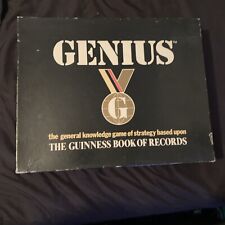 GENIUS™
G
the general knowledge game of strategy based upon
THE GUINNESS BOOK OF RECORDS